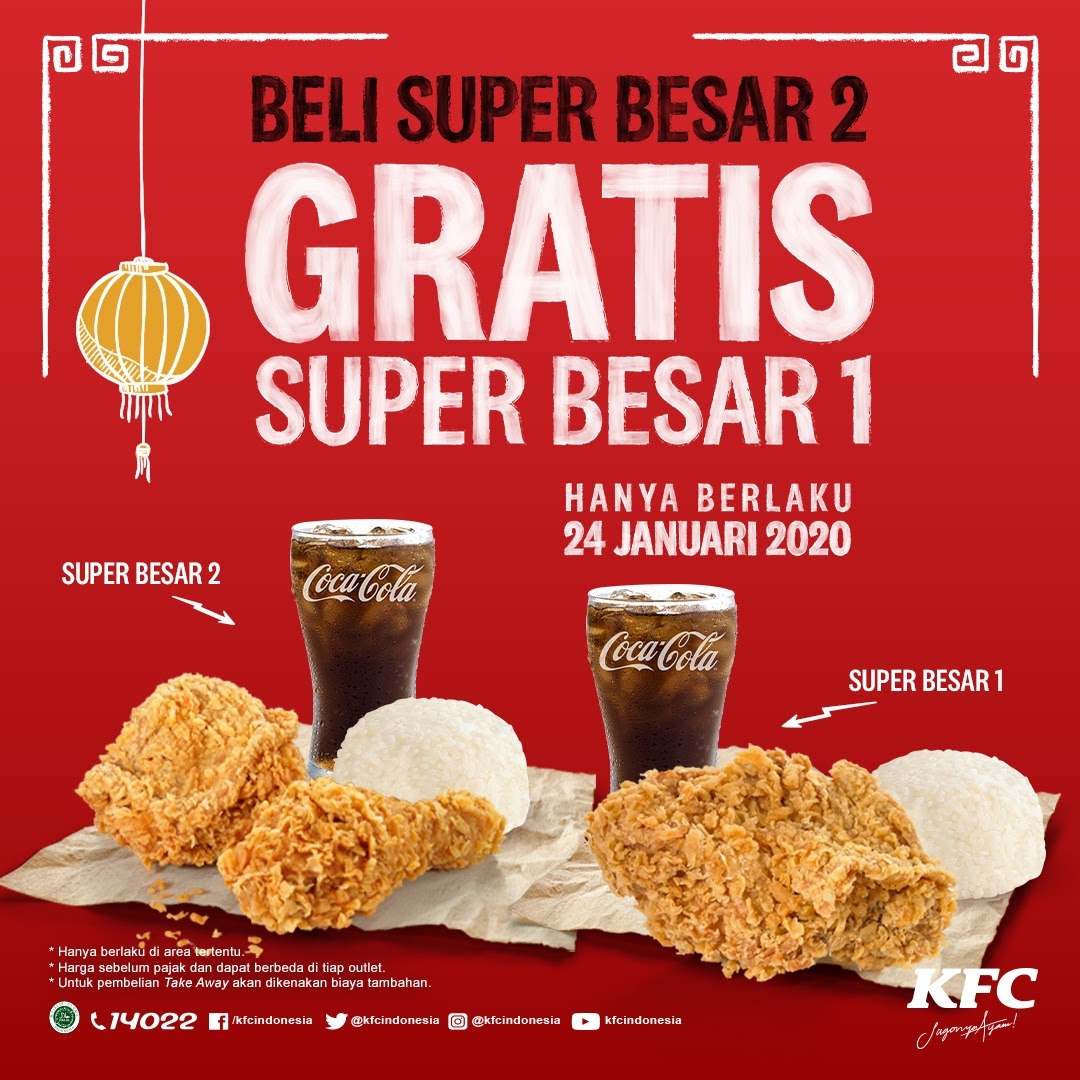 BELI SUPER BESAR 2
GRATIS
SUPER BESAR 1
HANYA BERLAKU
24 JANUARI 2020
SUPER BESAR 2
Coca-Cola
Coca-Cola
SUPER BESAR 1
* Hanya berlaku di area tertentu.
* Harga sebelum pajak dan dapat berbeda di tiap outlet.
* Untuk pembelian Take Away akan dikenakan biaya tambahan.
14022 /kfcindonesia @kfcindonesia @kfcindonesia kfcindonesia
KFC
Jagonya Ayam!